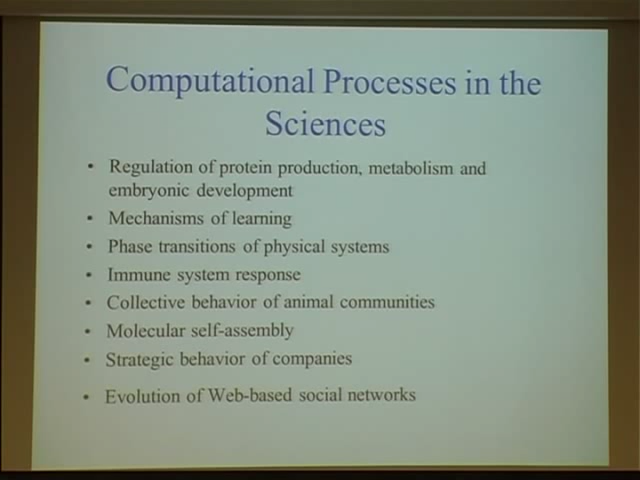 Computational Processes in the
Sciences
• Regulation of protein production, metabolism and
embryonic development
• Mechanisms of learning
• Phase transitions of physical systems
• Immune system response
• Collective behavior of animal communities
• Molecular self-assembly
• Strategic behavior of companies
• Evolution of Web-based social networks